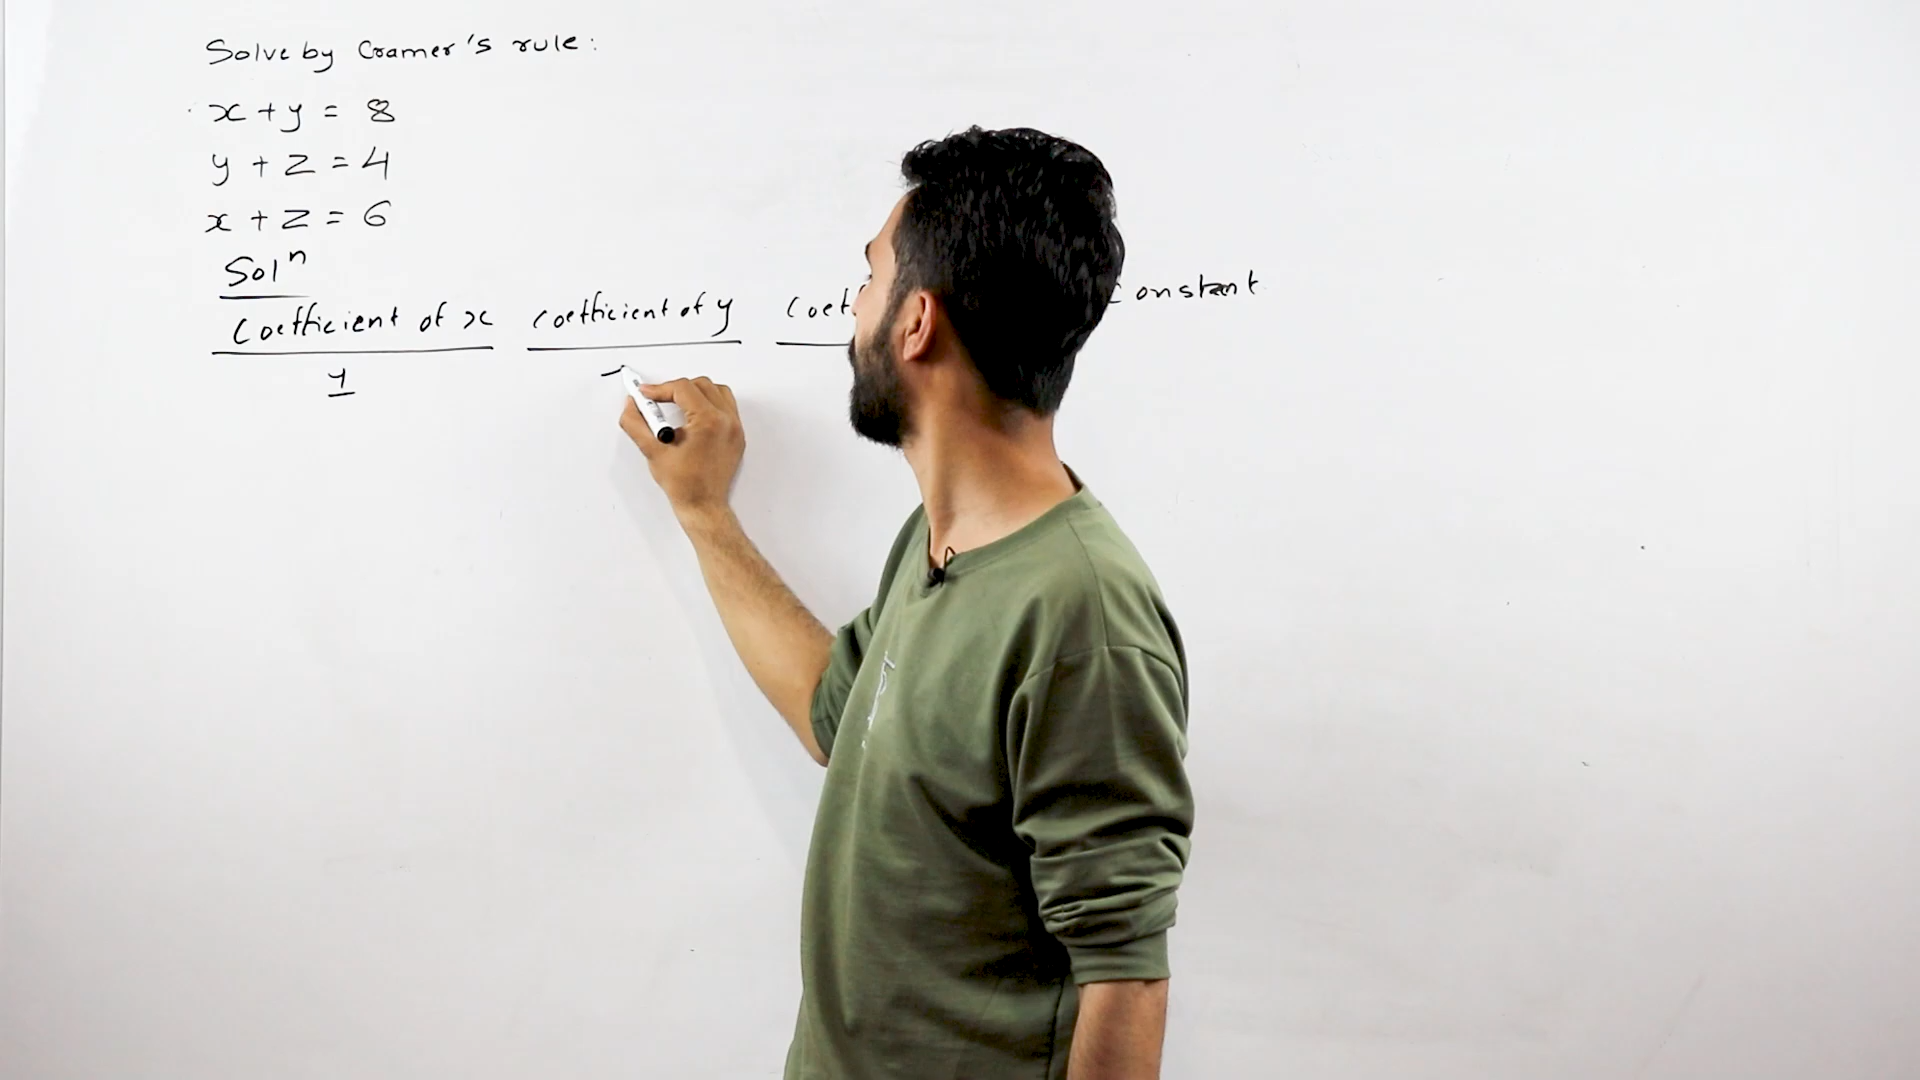 Solve by Cramer's rule:
x + y = 8
y + z = 4
x + z = 6
Solⁿ
Coefficient of x coefficient of y Constant
1